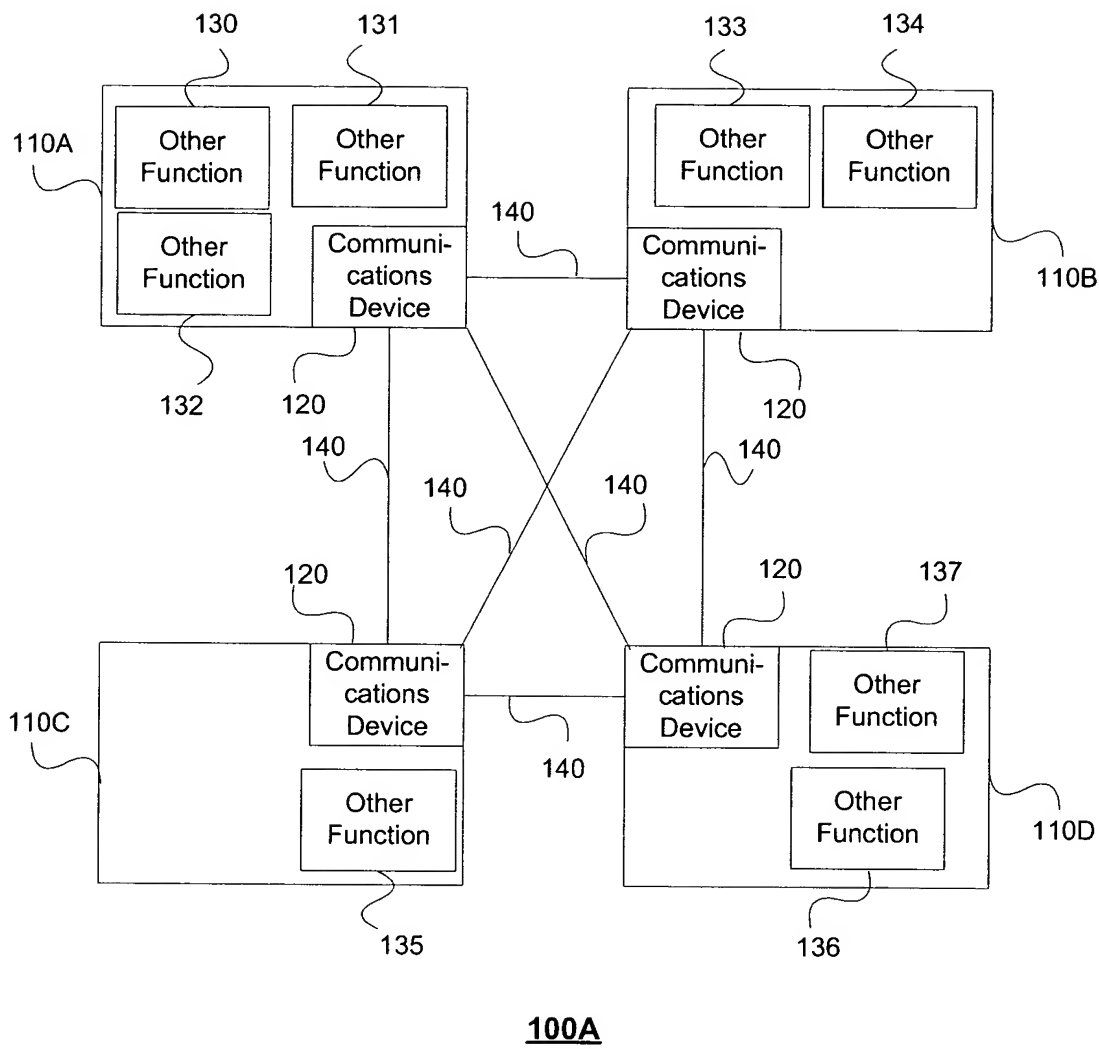 130
131
133
134
110A
Other
Function
Other
Function
Other
Function
Other
Function
Other
Function
Communi-
cations
Device
140
Communi-
cations
Device
110B
132
120
120
140
140
140
140
120
120
137
110C
Communi-
cations
Device
Communi-
cations
Device
Other
Function
140
Other
Function
Other
Function
110D
135
136
100A